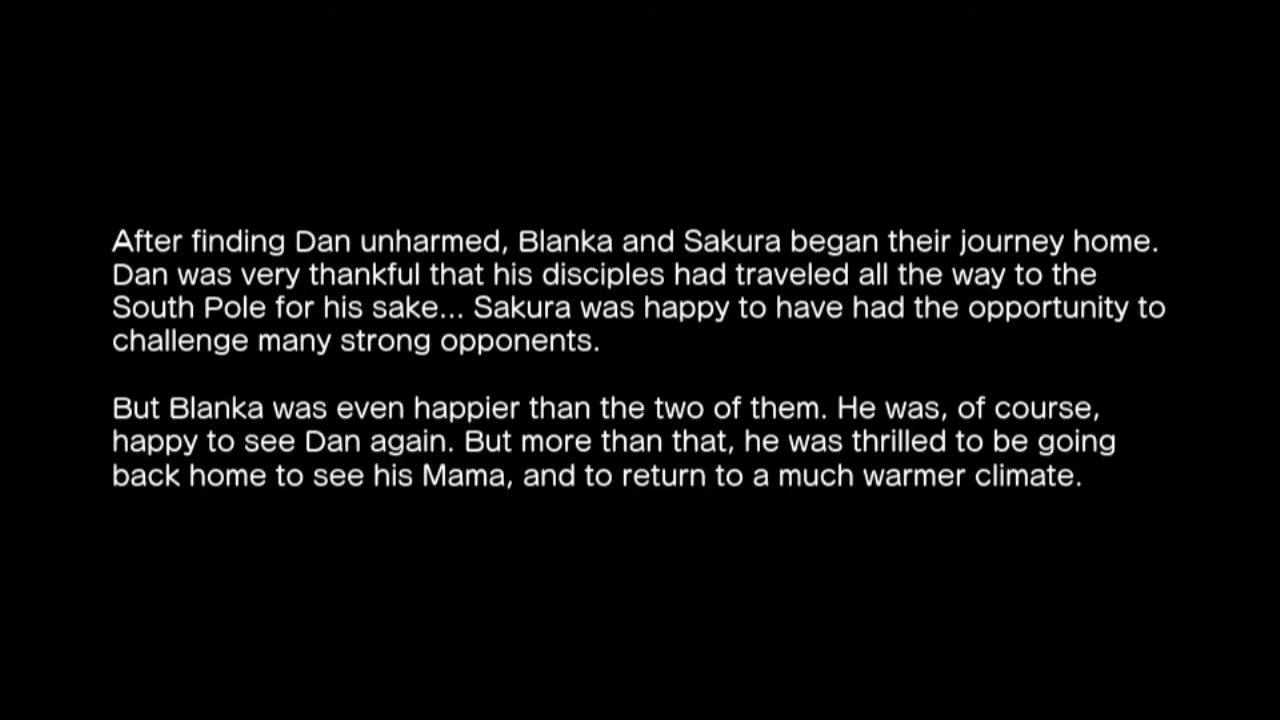 After finding Dan unharmed, Blanka and Sakura began their journey home.
Dan was very thankful that his disciples had traveled all the way to the
South Pole for his sake... Sakura was happy to have had the opportunity to
challenge many strong opponents.
But Blanka was even happier than the two of them. He was, of course,
happy to see Dan again. But more than that, he was thrilled to be going
back home to see his Mama, and to return to a much warmer climate.